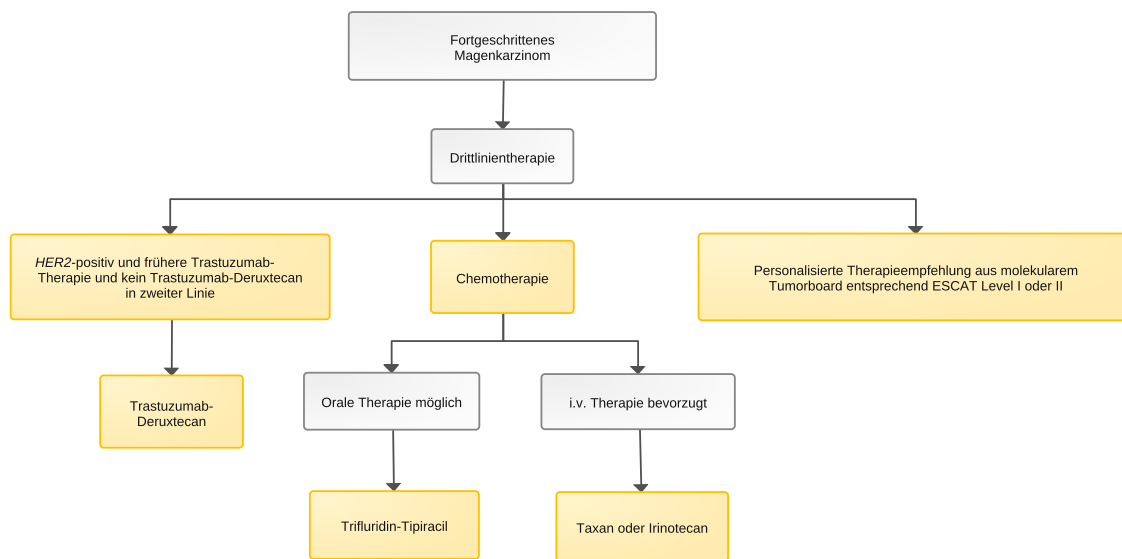 Fortgeschrittenes
Magenkarzinom
Drittlinientherapie
HER2-positiv und frühere Trastuzumab-
Therapie und kein Trastuzumab-Deruxtecan
in zweiter Linie
Chemotherapie
Personalisierte Therapieempfehlung aus molekularem
Tumorboard entsprechend ESCAT Level I oder II
Trastuzumab-
Deruxtecan
Orale Therapie möglich
i.v. Therapie bevorzugt
Trifluridin-Tipiracil
Taxan oder Irinotecan